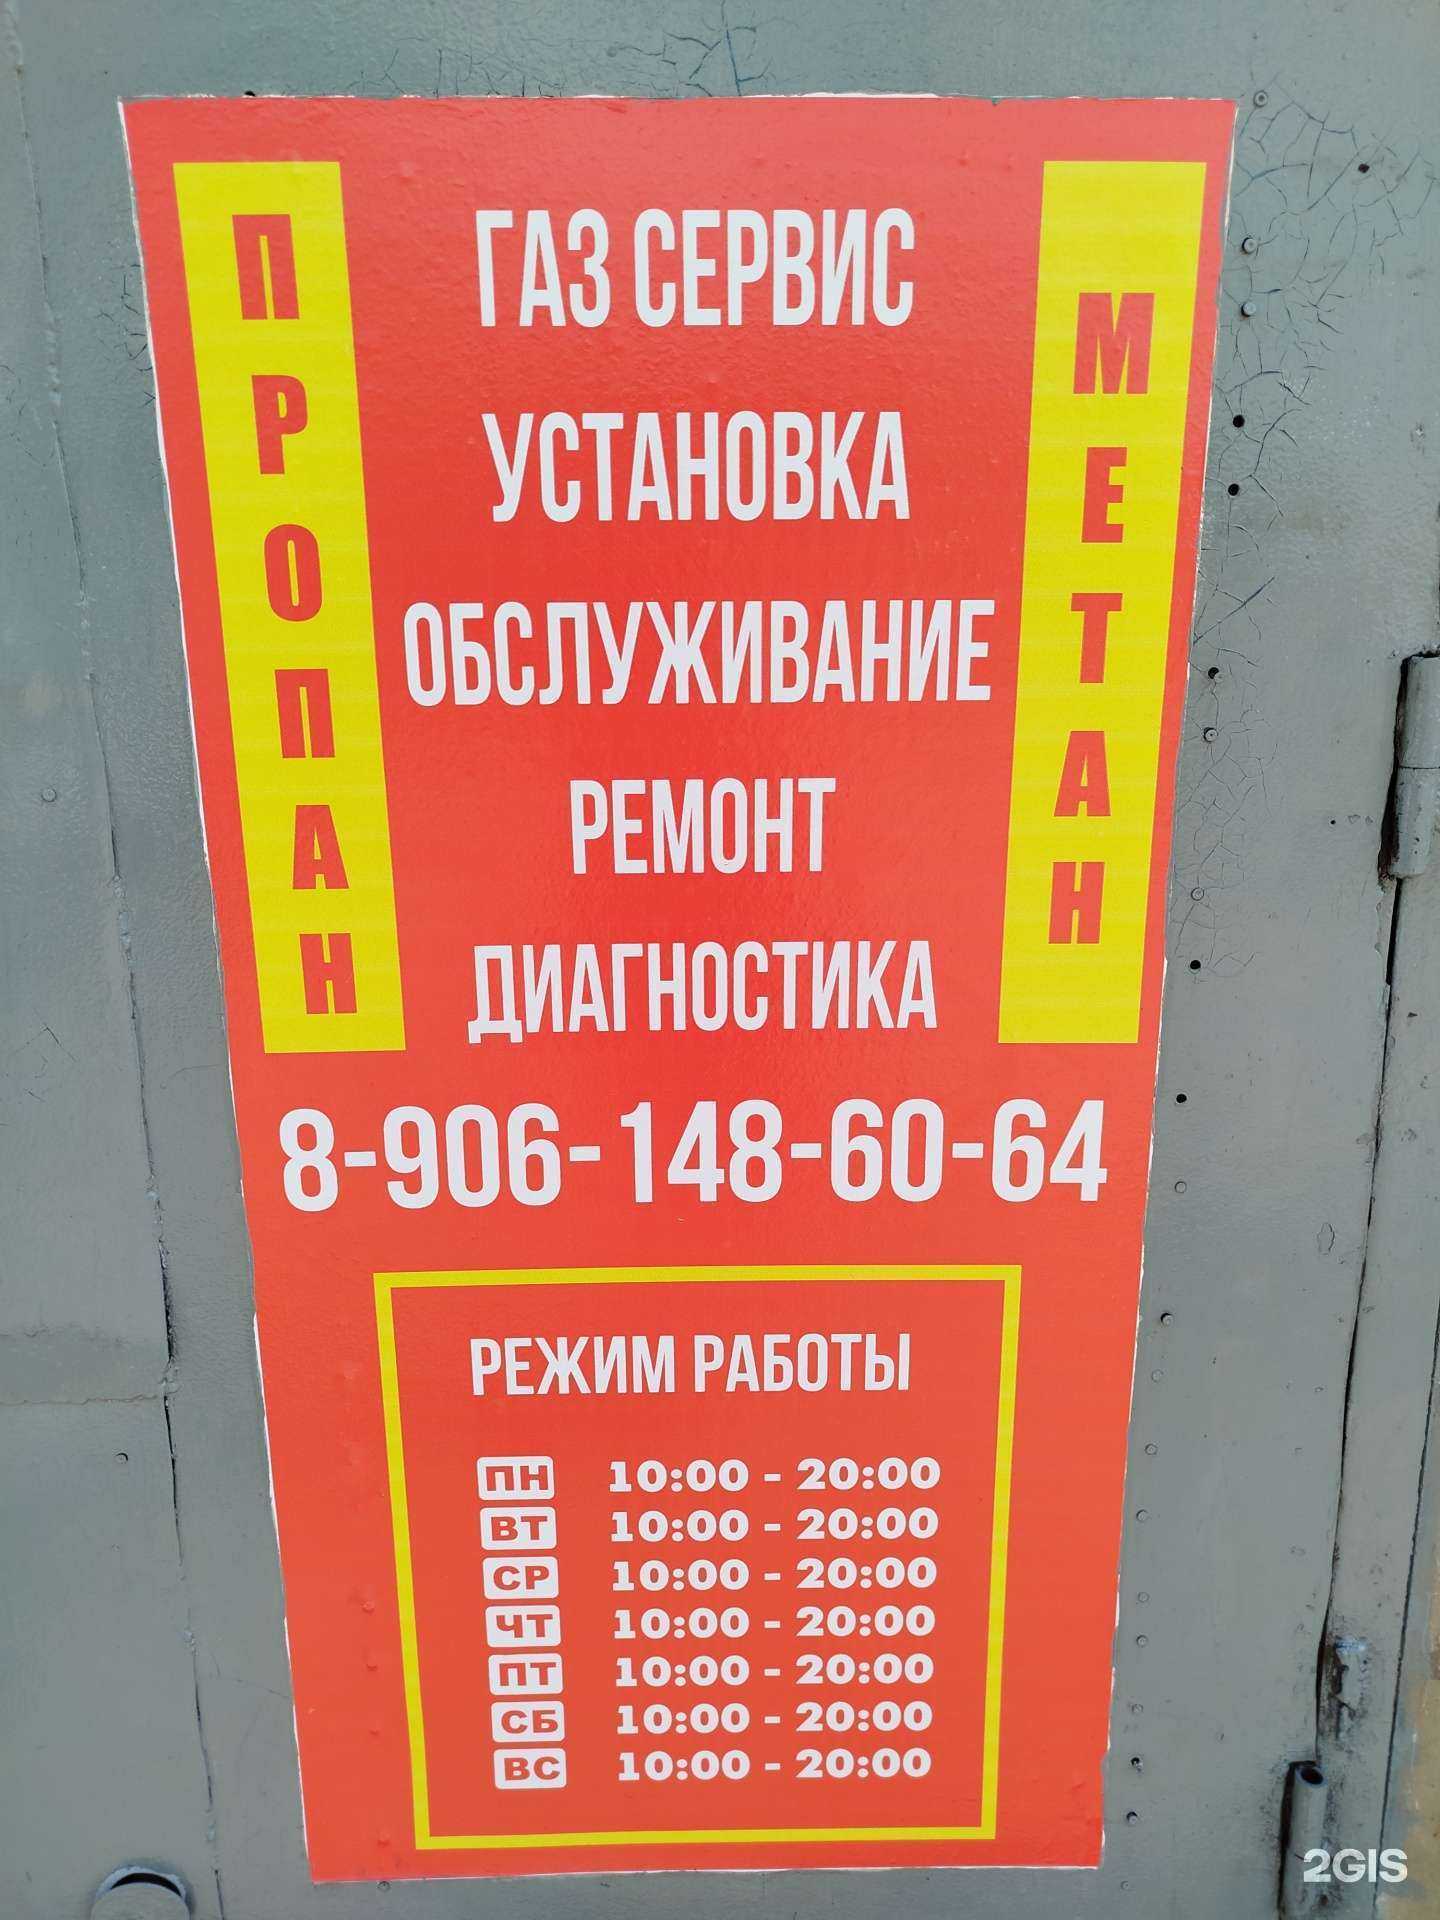 ПРОПАН
ГАЗ СЕРВИС
УСТАНОВКА
ОБСЛУЖИВАНИЕ
РЕМОНТ
ДИАГНОСТИКА
МЕТАН
8-906-148-60-64
РЕЖИМ РАБОТЫ
ПН 10:00 - 20:00
ВТ 10:00 - 20:00
СР 10:00 - 20:00
ЧТ 10:00 - 20:00
ПТ 10:00 - 20:00
СБ 10:00 - 20:00
ВС 10:00 - 20:00
2GIS